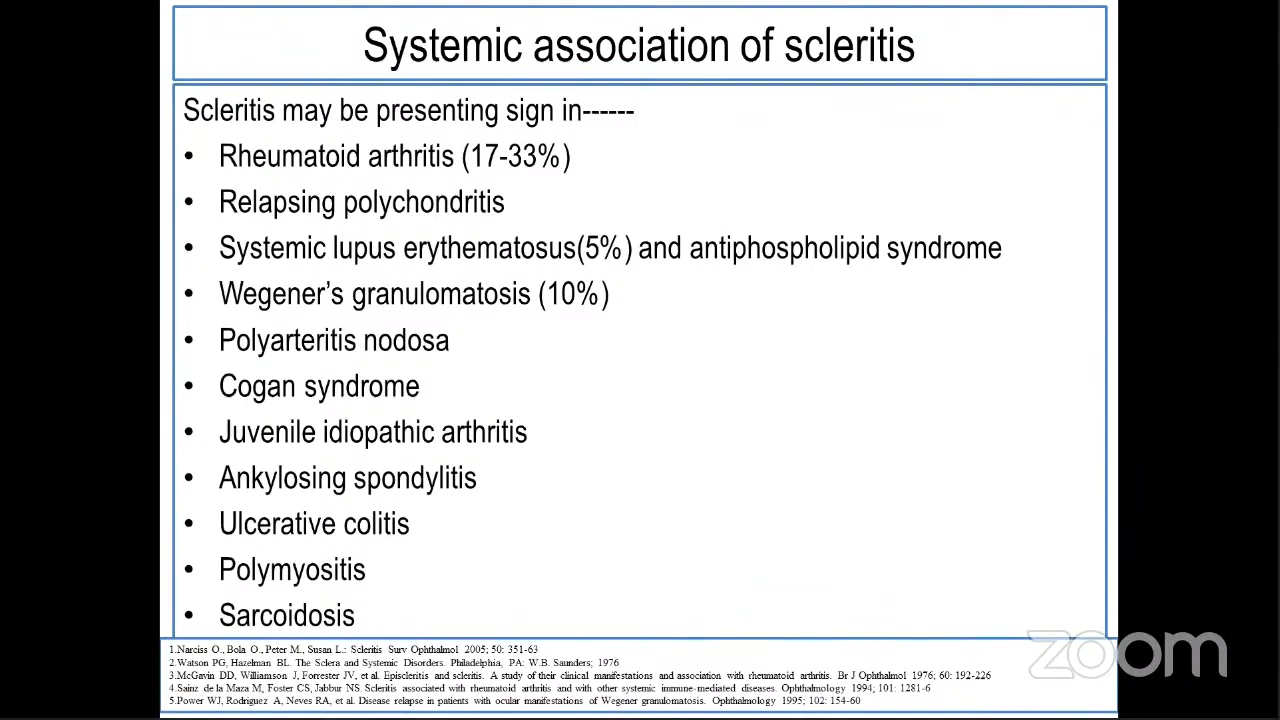 Systemic association of scleritis
Scleritis may be presenting sign in------
• Rheumatoid arthritis (17-33%)
• Relapsing polychondritis
• Systemic lupus erythematosus(5%) and antiphospholipid syndrome
• Wegener’s granulomatosis (10%)
• Polyarteritis nodosa
• Cogan syndrome
• Juvenile idiopathic arthritis
• Ankylosing spondylitis
• Ulcerative colitis
• Polymyositis
• Sarcoidosis
1.Narciss O., Bola O., Peter M., Susan L.: Scleritis Surv Ophthalmol 2005; 50: 351-63
2.Watson PG, Hazelman BL. The Sclera and Systemic Disorders. Philadelphia, PA: W.B. Saunders; 1976
3.McGavin DD, Williamson J, Forrester JV, et al. Episcleritis and scleritis. A study of their clinical manifestations and association with rheumatoid arthritis. Br J Ophthalmol 1976; 60: 192-226
4.Sainz de la Maza M, Foster CS, Jabbur NS. Scleritis associated with rheumatoid arthritis and with other systemic immune-mediated diseases. Ophthalmology 1994; 101: 1281-6
5.Power WJ, Rodriguez A, Neves RA, et al. Disease relapse in patients with ocular manifestations of Wegener granulomatosis. Ophthalmology 1995; 102: 154-60
zoom